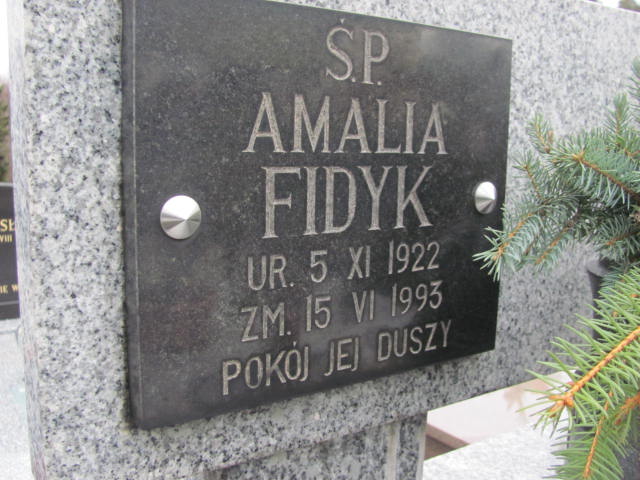 Ś.P.
AMALIA
FIDYK
UR. 5 XI 1922
ZM. 15 VI 1993
POKÓJ JEJ DUSZY